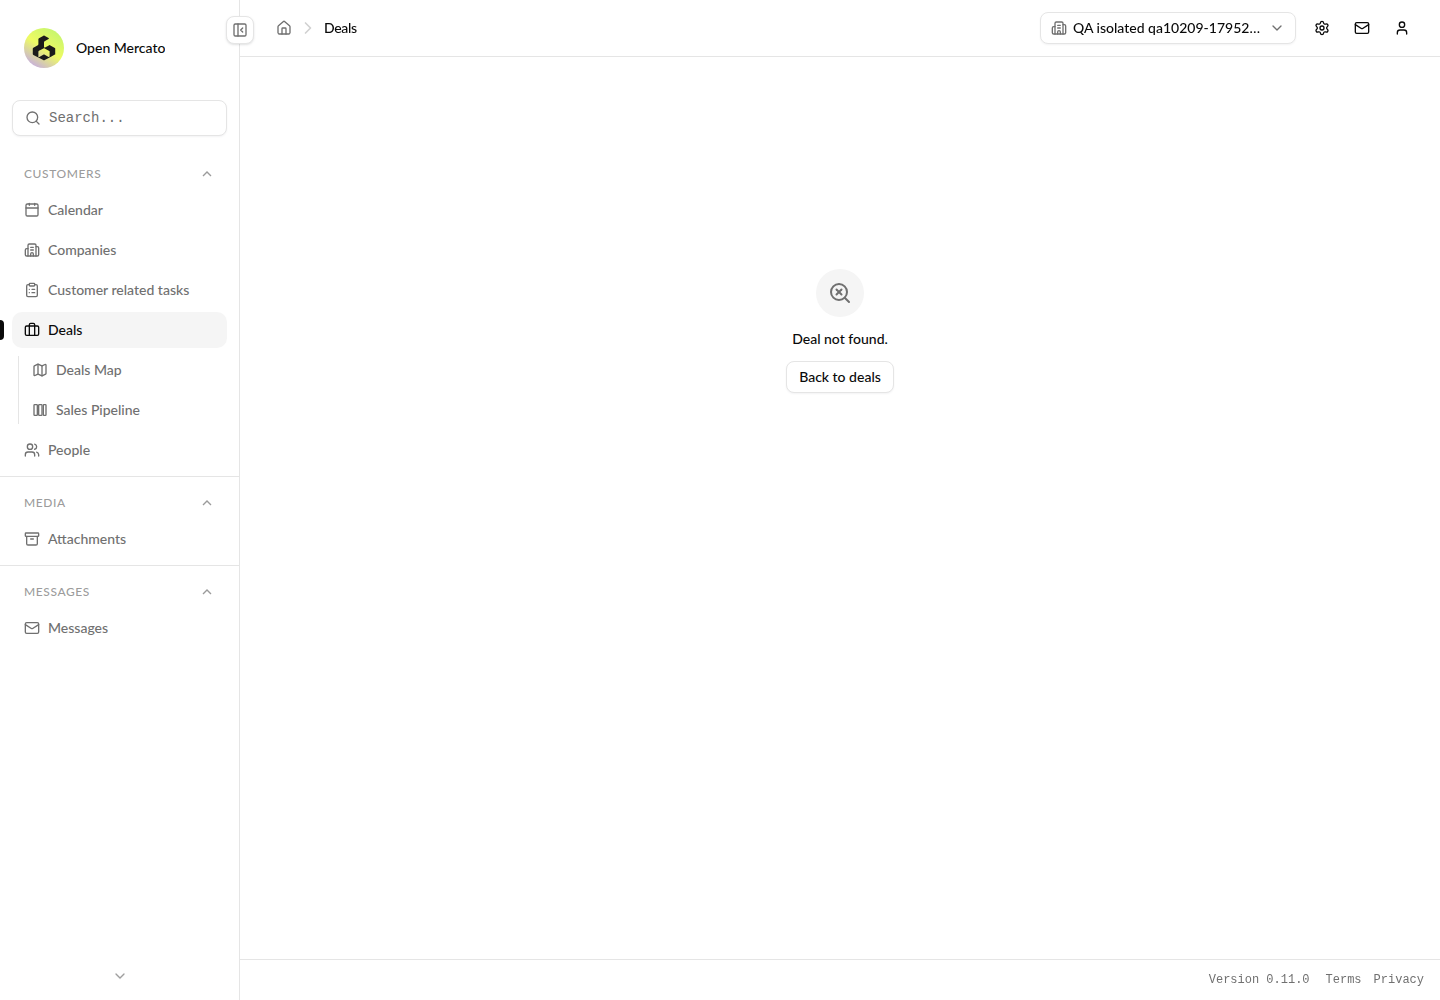 Open Mercato
Search...
CUSTOMERS
Calendar
Companies
Customer related tasks
Deals
Deals Map
Sales Pipeline
People
MEDIA
Attachments
MESSAGES
Messages
Deals
QA isolated qa10209-17952...
Deal not found.
Back to deals
Version 0.11.0 Terms Privacy